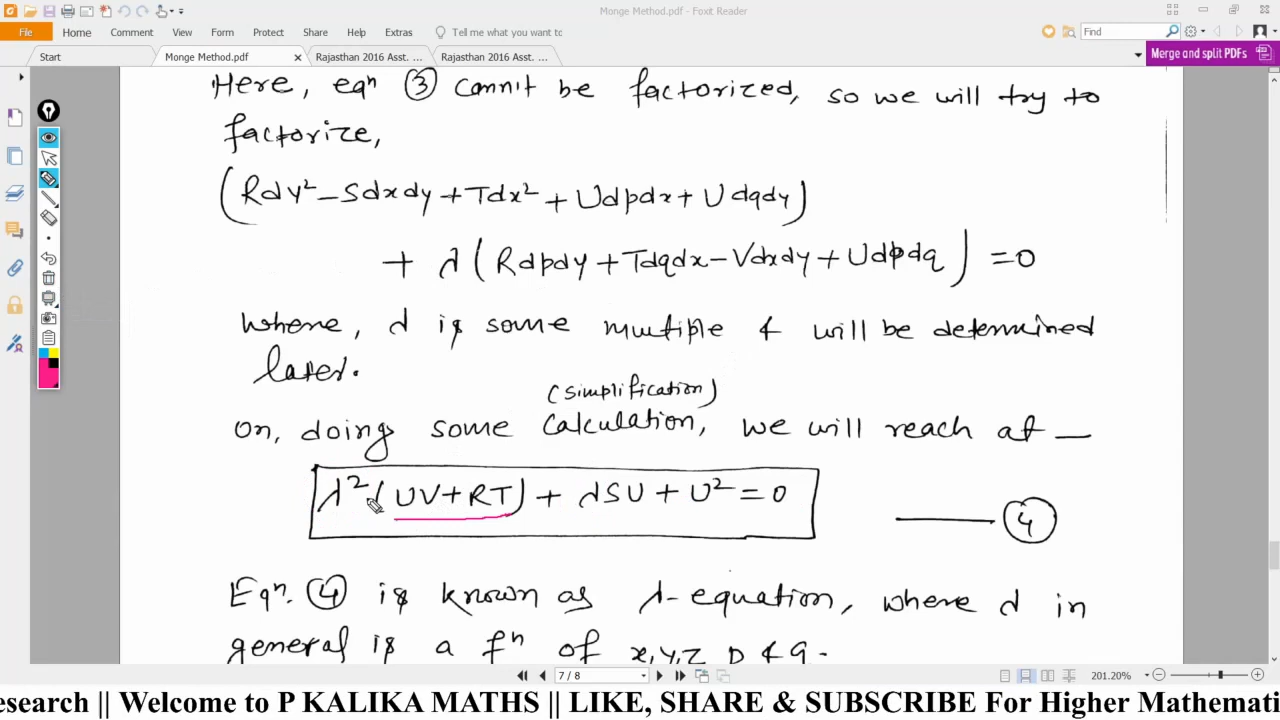 Monge Method.pdf - Foxit Reader
File Home Comment View Form Protect Share Help Extras Tell me what you want to Find
Start Monge Method.pdf Rajasthan 2016 Asst. ... Rajasthan 2016 Asst. ... Merge and split PDFs
Here, eqn ③ cannit be factorized, so we will try to
factorize,
(Rdy² - Sdxdy + Tdx² + Udpdx + Udqdy)
+ λ(Rdpdy + Tdqdx - Vdxdy + Udpdq) = 0
Where, λ is some multiple & will be determined
later.
(simplification)
On, doing some calculation, we will reach at —
λ²(UV+RT) + λSU + U² = 0 —— ④
Eqn. ④ is known as λ-equation, where λ in
general is a fn of x,y,z p & q.
7 / 8 201.20%
esearch || Welcome to P KALIKA MATHS || LIKE, SHARE & SUBSCRIBE For Higher Mathemati